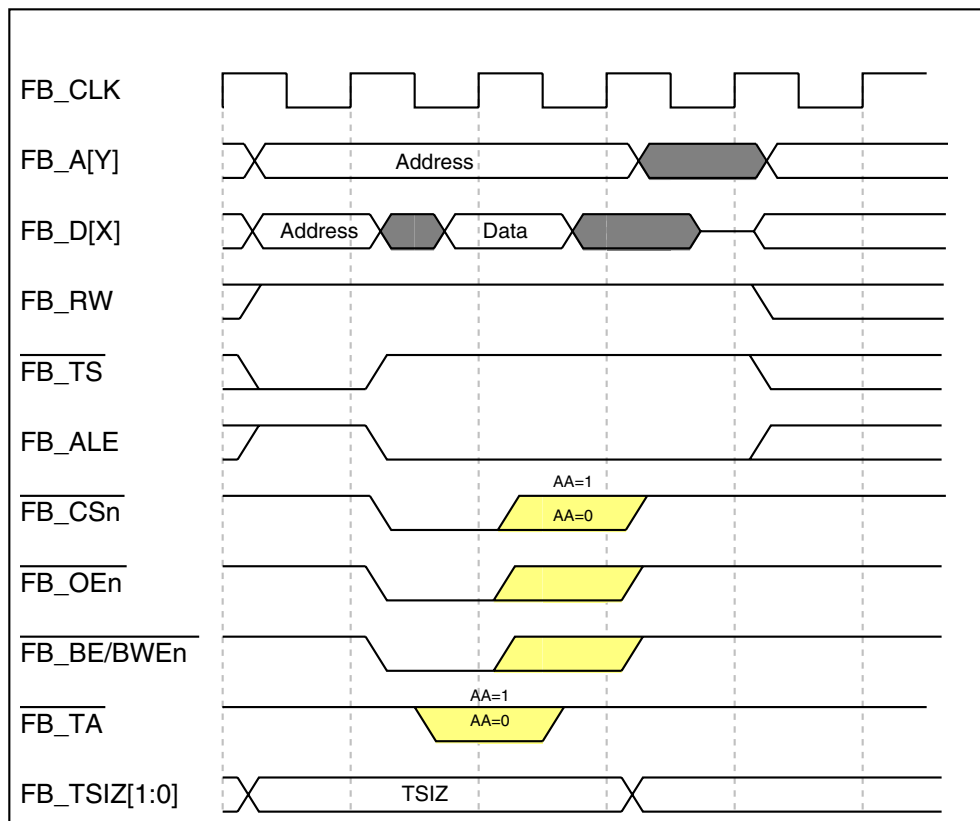 FB_CLK
FB_A[Y]
Address
FB_D[X]
Address
Data
FB_RW
FB_TS
FB_ALE
AA=1
FB_CSn
AA=0
FB_OEn
FB_BE/BWEn
AA=1
FB_TA
AA=0
FB_TSIZ[1:0]
TSIZ